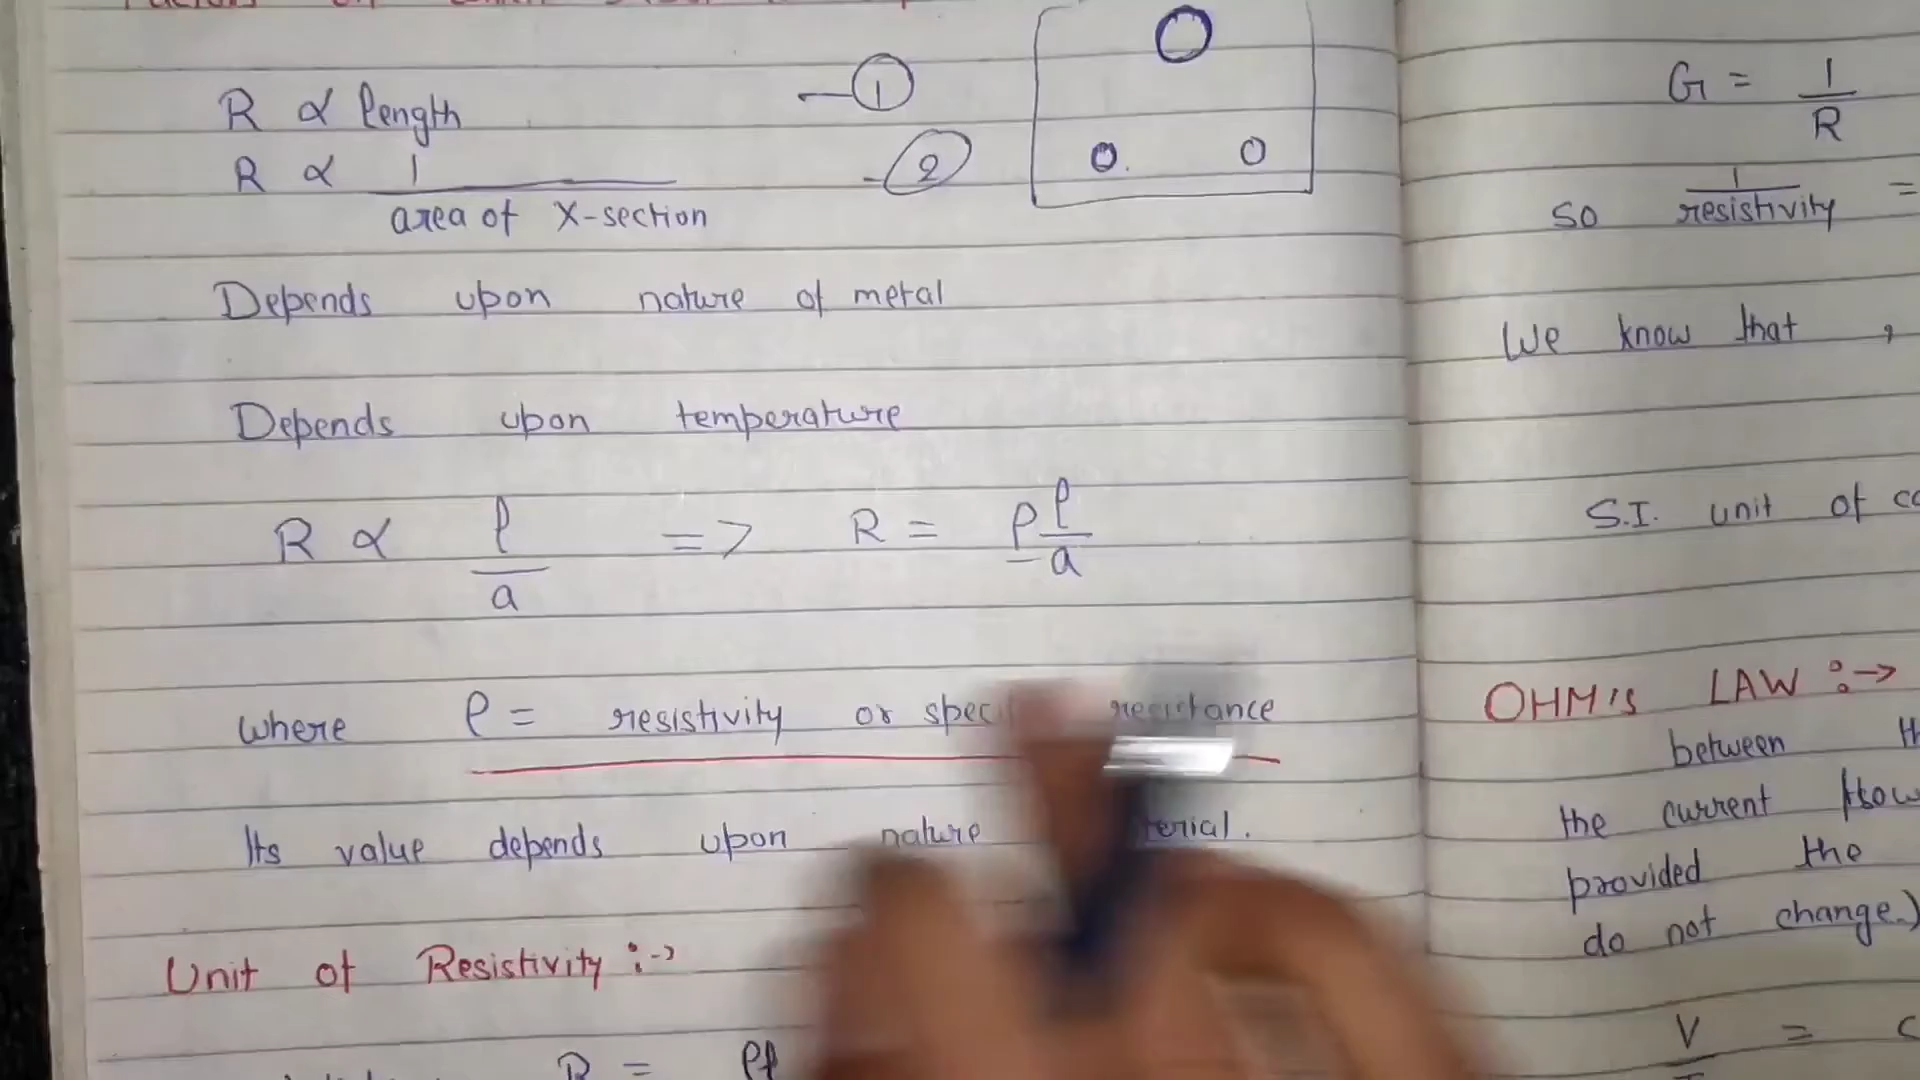 R ∝ length —①
R ∝ 1 -②
area of X-section
Depends upon nature of metal
Depends upon temperature
R ∝ l/a => R = ρ l/a
where ρ = resistivity or resistance
Its value depends upon nature
Unit of Resistivity :->
R = ρl
G = 1/R
so 1/resistivity =
We know that ,
S.I. unit of
OHM'S LAW :->
between
the current
provided the
do not change.)
V =